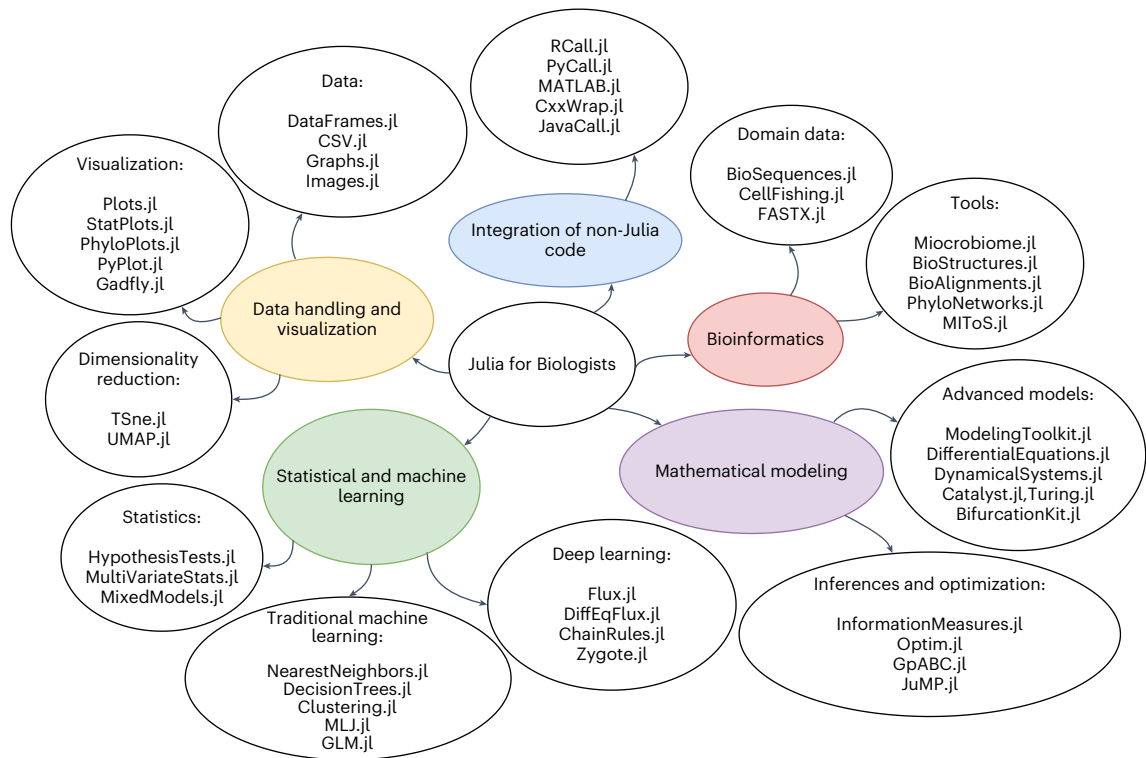 RCall.jl
PyCall.jl
MATLAB.jl
CxxWrap.jl
JavaCall.jl
Data:
DataFrames.jl
CSV.jl
Graphs.jl
Images.jl
Domain data:
BioSequences.jl
CellFishing.jl
FASTX.jl
Visualization:
Plots.jl
StatPlots.jl
PhyloPlots.jl
PyPlot.jl
Gadfly.jl
Tools:
Miocrobiome.jl
BioStructures.jl
BioAlignments.jl
PhyloNetworks.jl
MIToS.jl
Integration of non-Julia
code
Data handling and
visualization
Bioinformatics
Julia for Biologists
Dimensionality
reduction:
TSne.jl
UMAP.jl
Advanced models:
ModelingToolkit.jl
DifferentialEquations.jl
DynamicalSystems.jl
Catalyst.jl,Turing.jl
BifurcationKit.jl
Statistical and machine
learning
Mathematical modeling
Statistics:
HypothesisTests.jl
MultiVariateStats.jl
MixedModels.jl
Deep learning:
Flux.jl
DiffEqFlux.jl
ChainRules.jl
Zygote.jl
Inferences and optimization:
InformationMeasures.jl
Optim.jl
GpABC.jl
JuMP.jl
Traditional machine
learning:
NearestNeighbors.jl
DecisionTrees.jl
Clustering.jl
MLJ.jl
GLM.jl